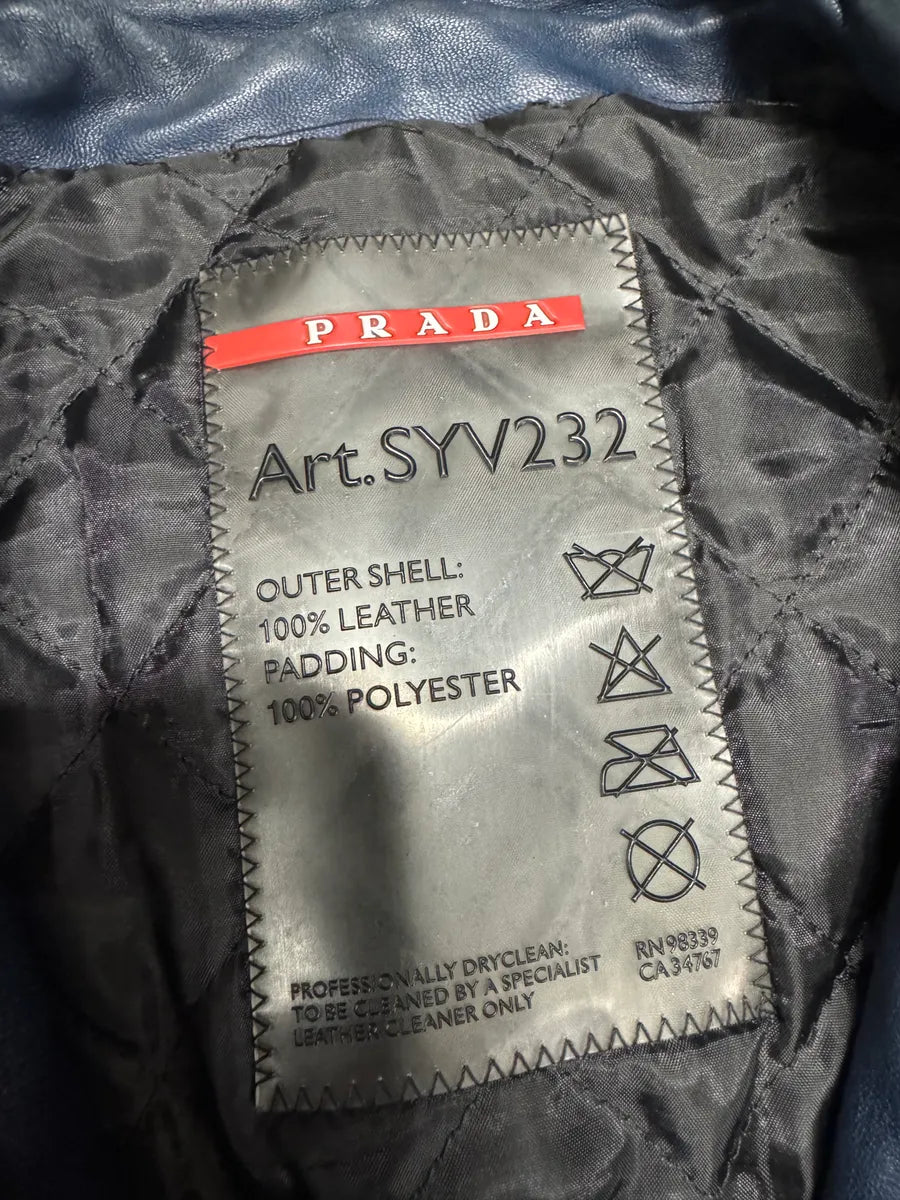 PRADA
Art.SYV232
OUTER SHELL:
100% LEATHER
PADDING:
100% POLYESTER
PROFESSIONALLY DRYCLEAN:
TO BE CLEANED BY A SPECIALIST
LEATHER CLEANER ONLY
RN 98339
CA 34767